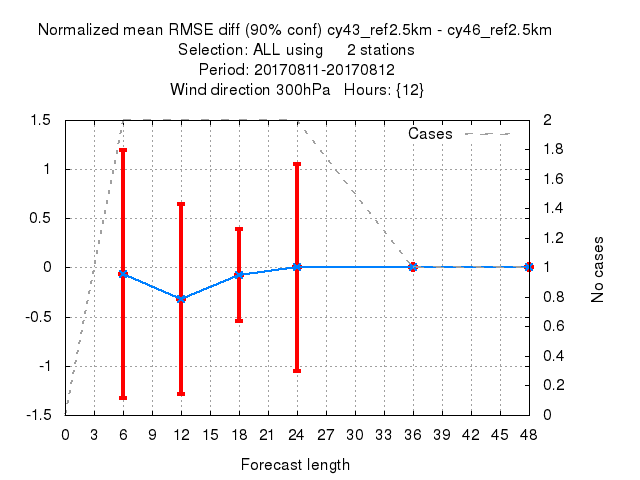 Normalized mean RMSE diff (90% conf) cy43_ref2.5km - cy46_ref2.5km
Selection: ALL using 2 stations
Period: 20170811-20170812
Wind direction 300hPa Hours: {12}
Cases
1.5
1
0.5
0
-0.5
-1
-1.5
2
1.8
1.6
1.4
1.2
1
0.8
0.6
0.4
0.2
0
No cases
0 3 6 9 12 15 18 21 24 27 30 33 36 39 42 45 48
Forecast length